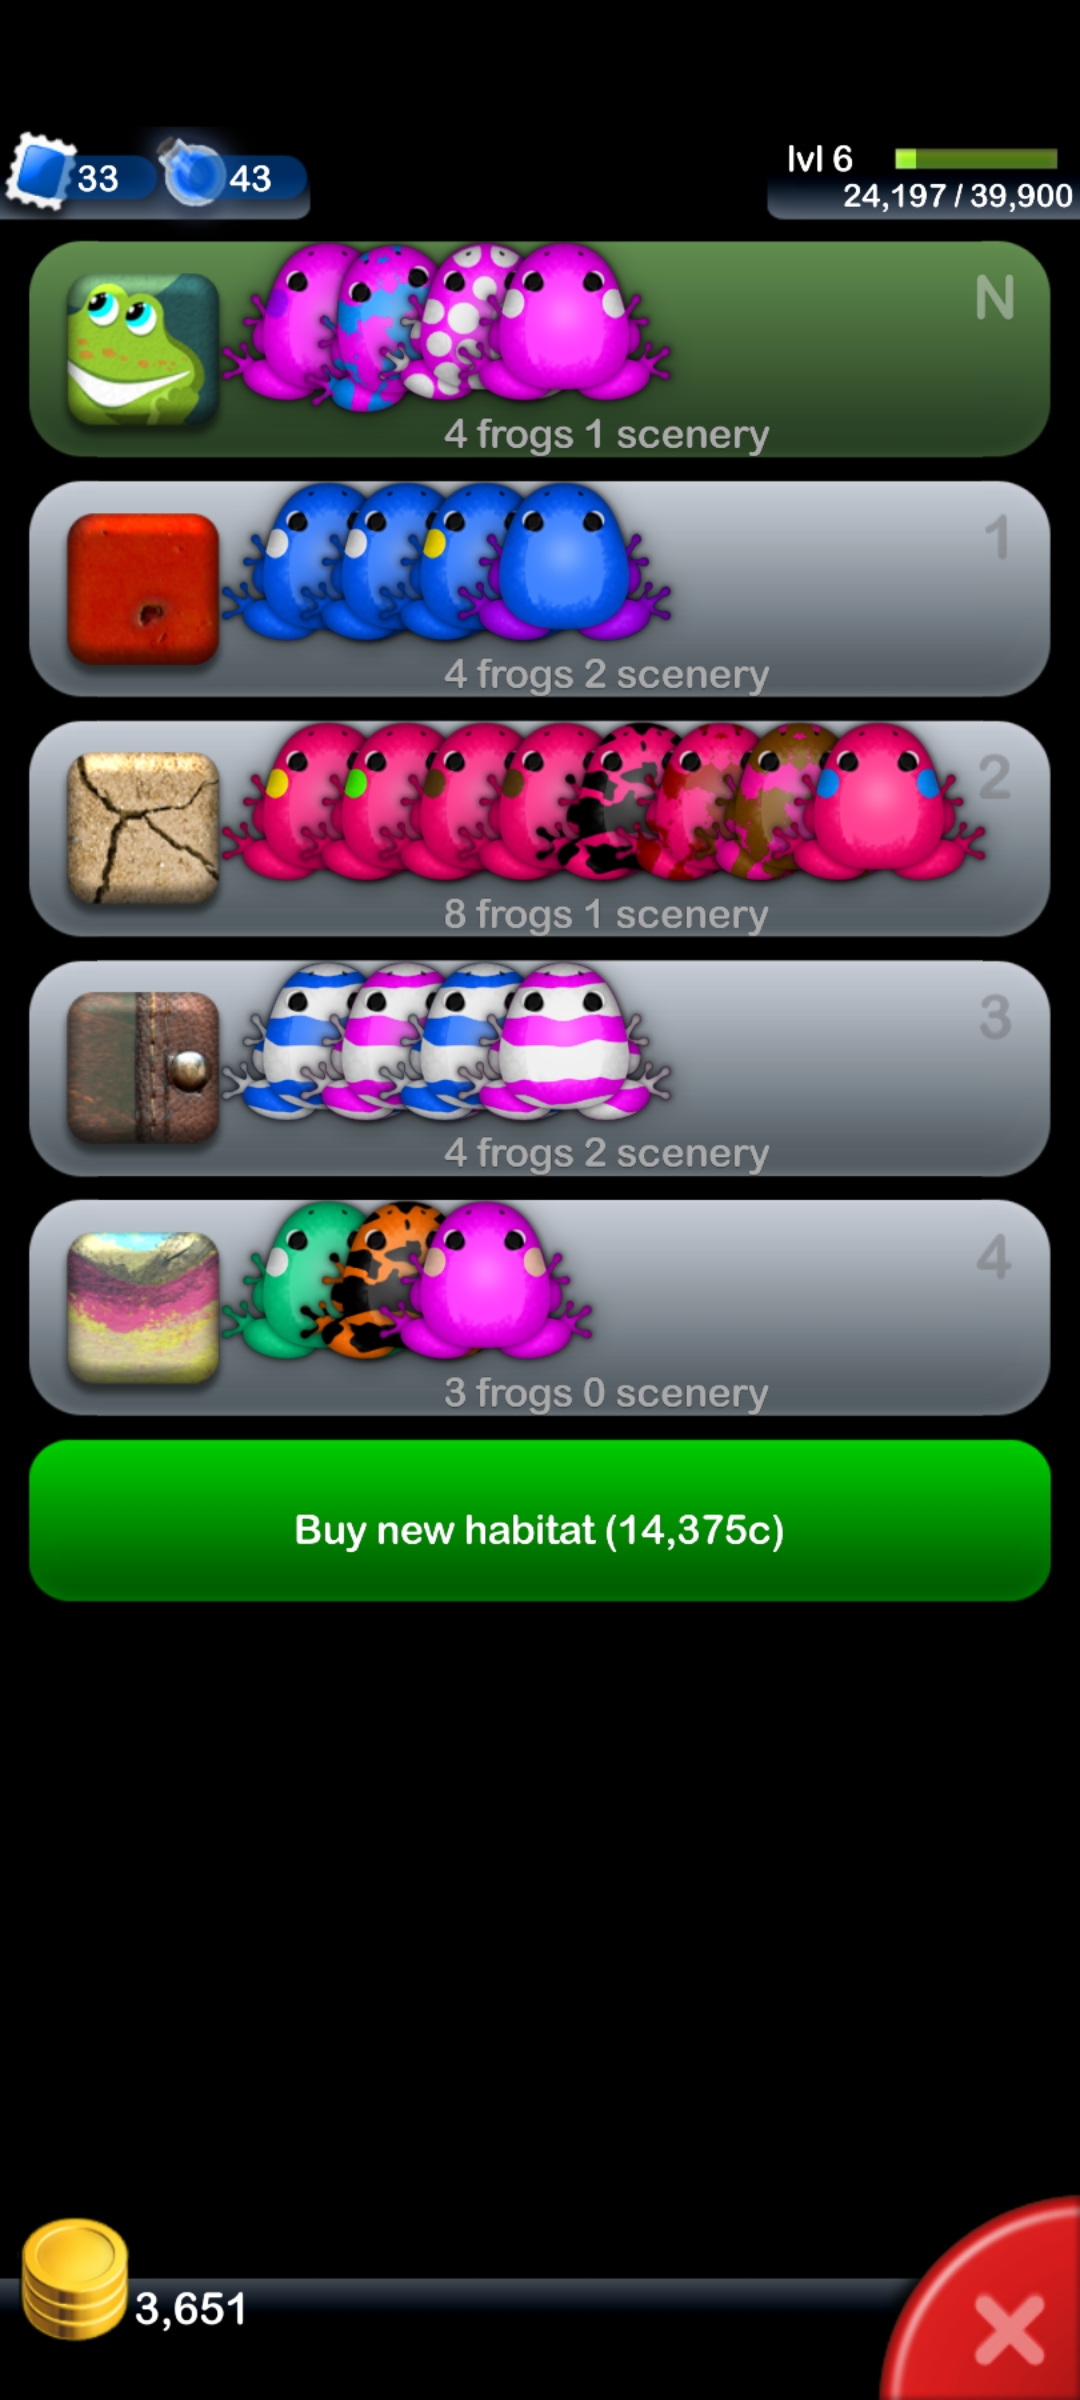 33
43
lvl 6
24,197 / 39,900
N
4 frogs 1 scenery
1
4 frogs 2 scenery
2
8 frogs 1 scenery
3
4 frogs 2 scenery
4
3 frogs 0 scenery
Buy new habitat (14,375c)
3,651